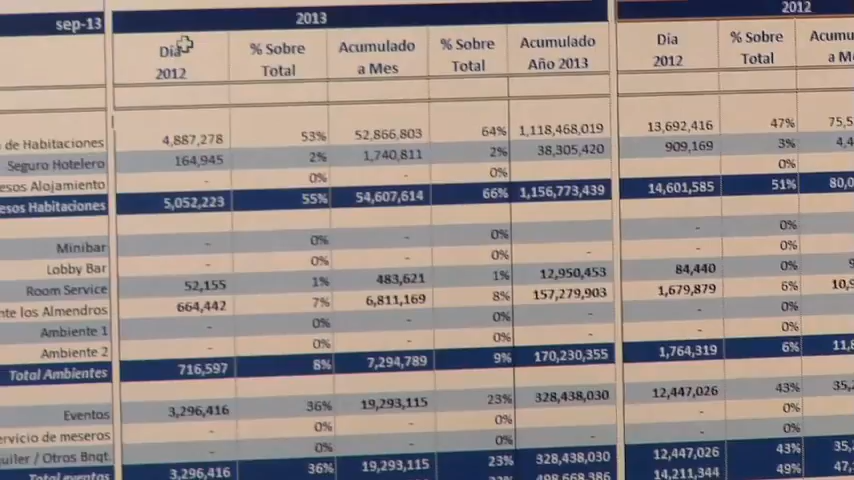 sep-13 2013 2012
Día % Sobre Acumulado % Sobre Acumulado Dia % Sobre
2012 Total a Mes Total Año 2013 2012 Total a
de Habitaciones 4,887,278 53% 52,866,803 64% 1,118,468,019 13,692,416 47%
Seguro Hotelero 164,945 2% 1,740,811 2% 38,305,420 909,169 3%
Alojamiento - 0% - 0% 0%
Habitaciones 5,052,223 55% 54,607,614 66% 1,156,773,439 14,601,585 51%
Minibar - 0% - 0% - 0%
Lobby Bar - 0% - 0% - - 0%
Room Service 52,155 1% 483,621 1% 12,950,453 84,440 0%
los Almendros 664,442 7% 6,811,169 8% 157,279,903 1,679,879 6%
Ambiente 1 - 0% - 0% - - 0%
Ambiente 2 - 0% - 0% - - 0%
Total Ambientes 716,597 8% 7,294,789 9% 170,230,355 1,764,319 6%
Eventos 3,296,416 36% 19,293,115 23% 328,438,030 12,447,026 43%
de meseros - 0% - 0% - 0%
/ Otros Bnqt. - 0% - 0% - 0%
Total eventos 3,296,416 36% 19,293,115 23% 328,438,030 12,447,026 43%
498,668,386 14,211,344 49%